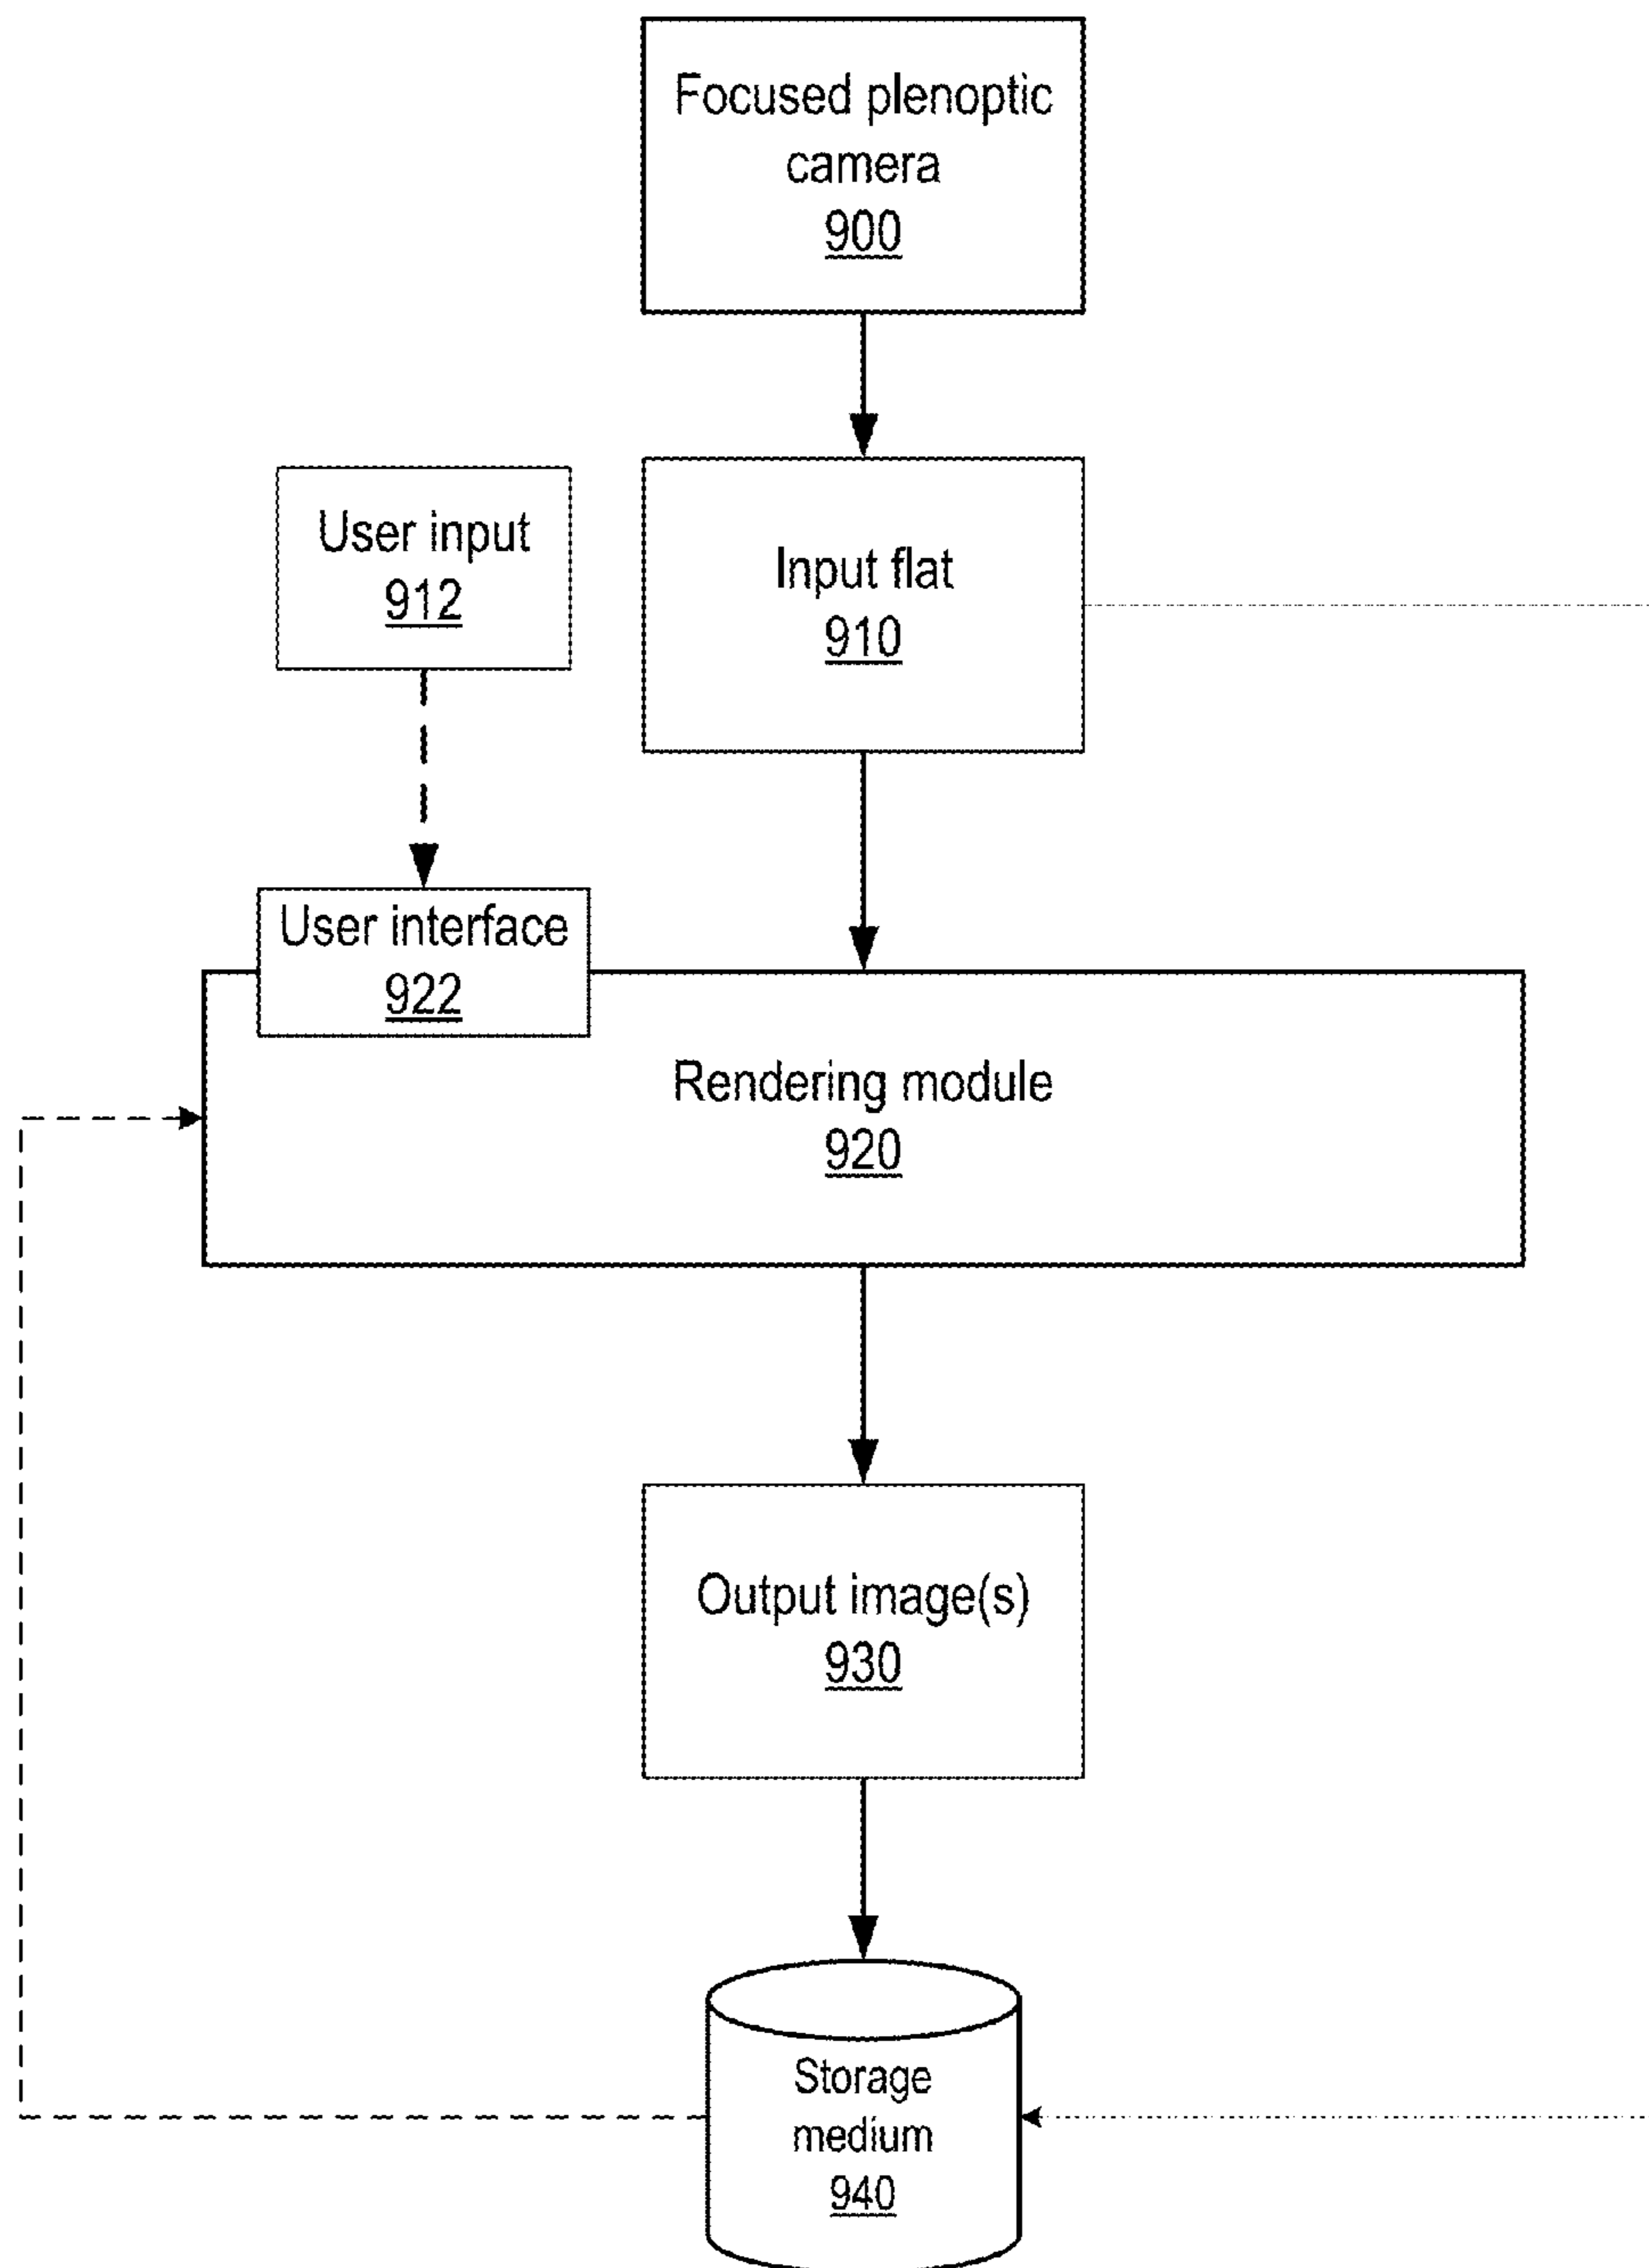 Focused plenoptic
camera
900
User input
912
Input flat
910
User interface
922
Rendering module
920
Output image(s)
930
Storage
medium
940